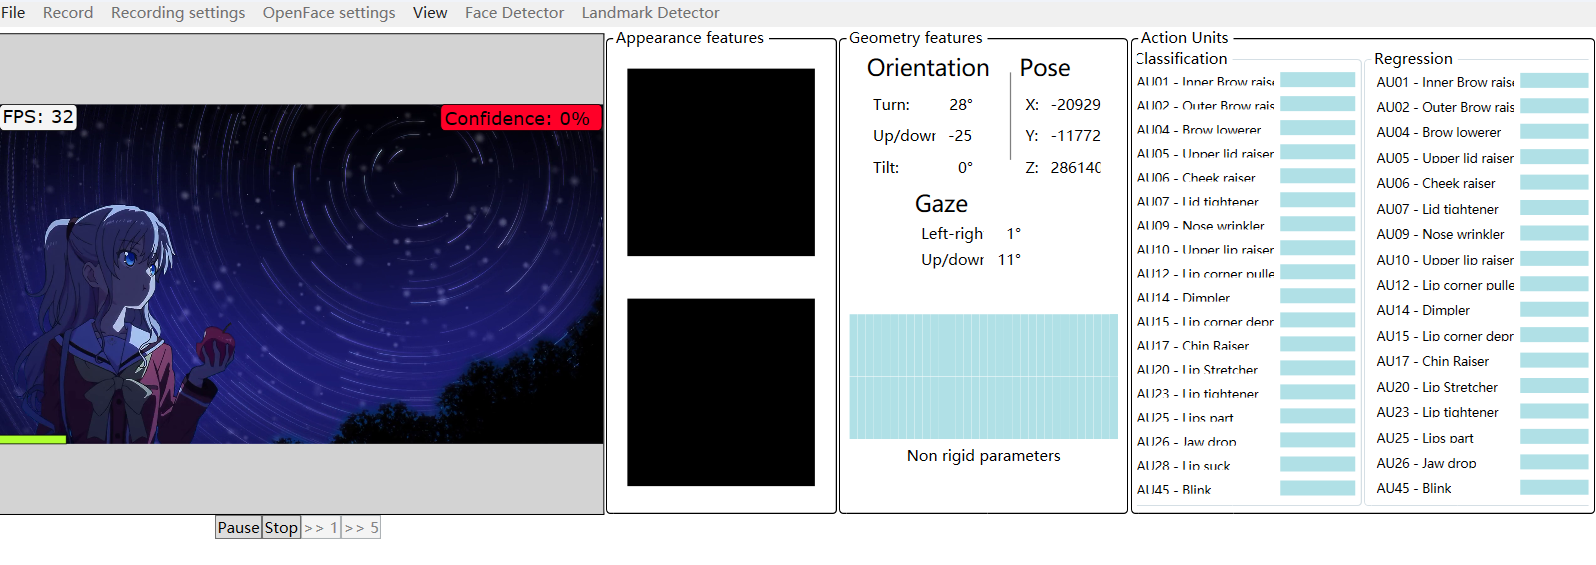 File Record Recording settings OpenFace settings View Face Detector Landmark Detector
FPS: 32
Confidence: 0%
Pause Stop >> 1 >> 5
Appearance features
Geometry features
Orientation
Turn: 28°
Up/down -25
Tilt: 0°
Pose
X: -20929
Y: -11772
Z: 28614
Gaze
Left-righ 1°
Up/down 11°
Non rigid parameters
Action Units
Classification
AU01 - Inner Brow raise
AU02 - Outer Brow rais
AU04 - Brow lowerer
AU05 - Upper lid raiser
AU06 - Cheek raiser
AU07 - Lid tightener
AU09 - Nose wrinkler
AU10 - Upper lip raiser
AU12 - Lip corner pulle
AU14 - Dimpler
AU15 - Lip corner depr
AU17 - Chin Raiser
AU20 - Lip Stretcher
AU23 - Lip tightener
AU25 - Lips part
AU26 - Jaw drop
AU28 - Lip suck
AU45 - Blink
Regression
AU01 - Inner Brow raise
AU02 - Outer Brow rais
AU04 - Brow lowerer
AU05 - Upper lid raiser
AU06 - Cheek raiser
AU07 - Lid tightener
AU09 - Nose wrinkler
AU10 - Upper lip raiser
AU12 - Lip corner pulle
AU14 - Dimpler
AU15 - Lip corner depr
AU17 - Chin Raiser
AU20 - Lip Stretcher
AU23 - Lip tightener
AU25 - Lips part
AU26 - Jaw drop
AU45 - Blink